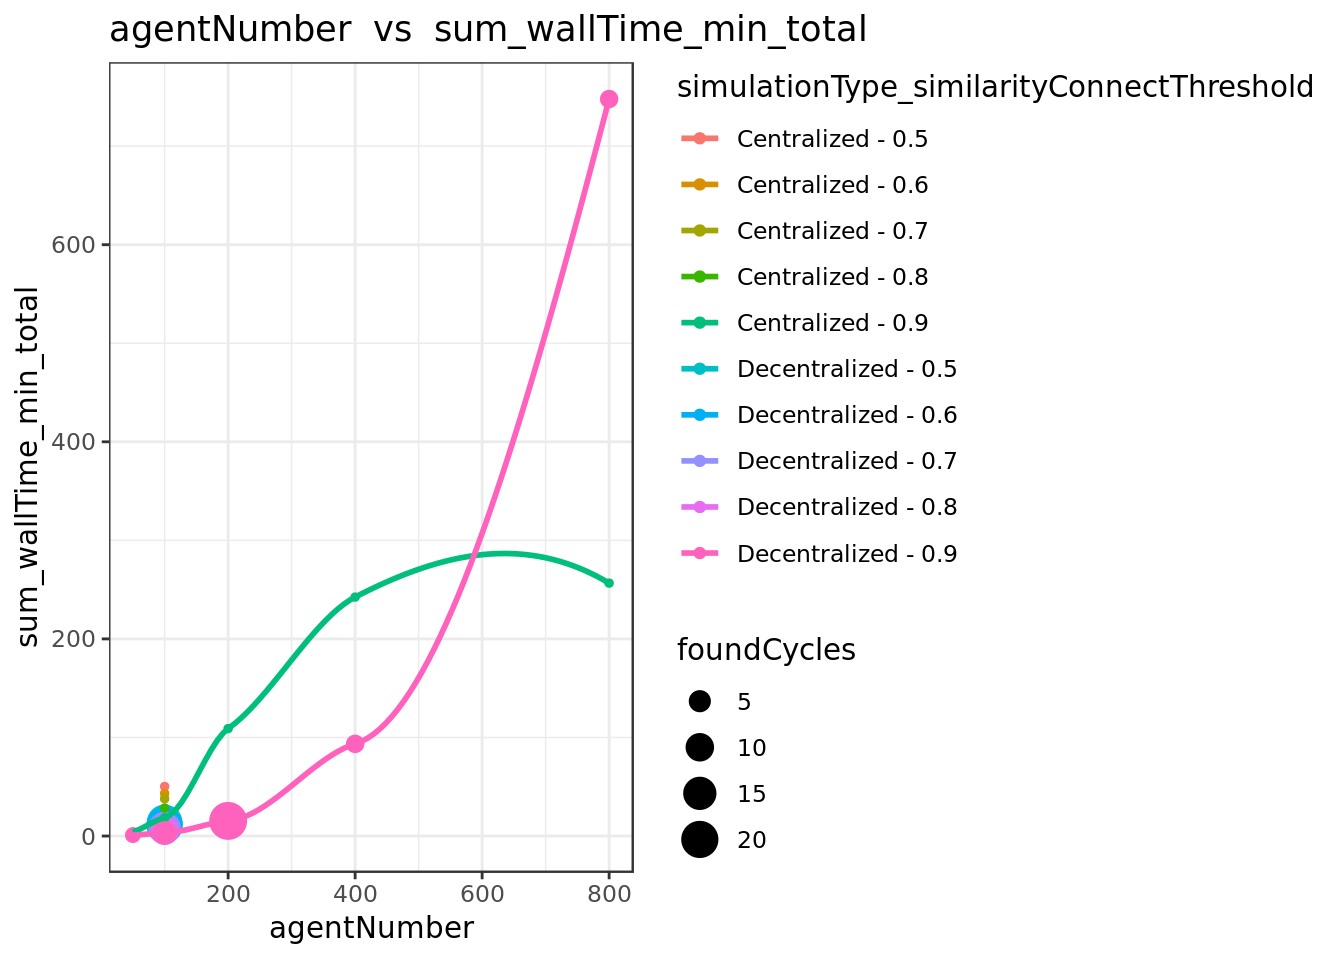 agentNumber vs sum_wallTime_min_total
sum_wallTime_min_total
600
400
200
0
200 400 600 800
agentNumber
simulationType_similarityConnectThreshold
Centralized - 0.5
Centralized - 0.6
Centralized - 0.7
Centralized - 0.8
Centralized - 0.9
Decentralized - 0.5
Decentralized - 0.6
Decentralized - 0.7
Decentralized - 0.8
Decentralized - 0.9
foundCycles
5
10
15
20